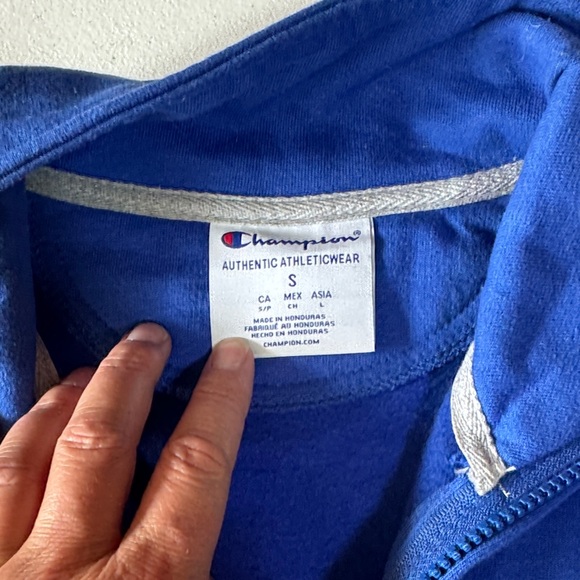 Champion®
AUTHENTIC ATHLETICWEAR
S
CA MEX ASIA
S/P CH L
MADE IN HONDURAS
FABRIQUÉ AU HONDURAS
HECHO EN HONDURAS
CHAMPION.COM